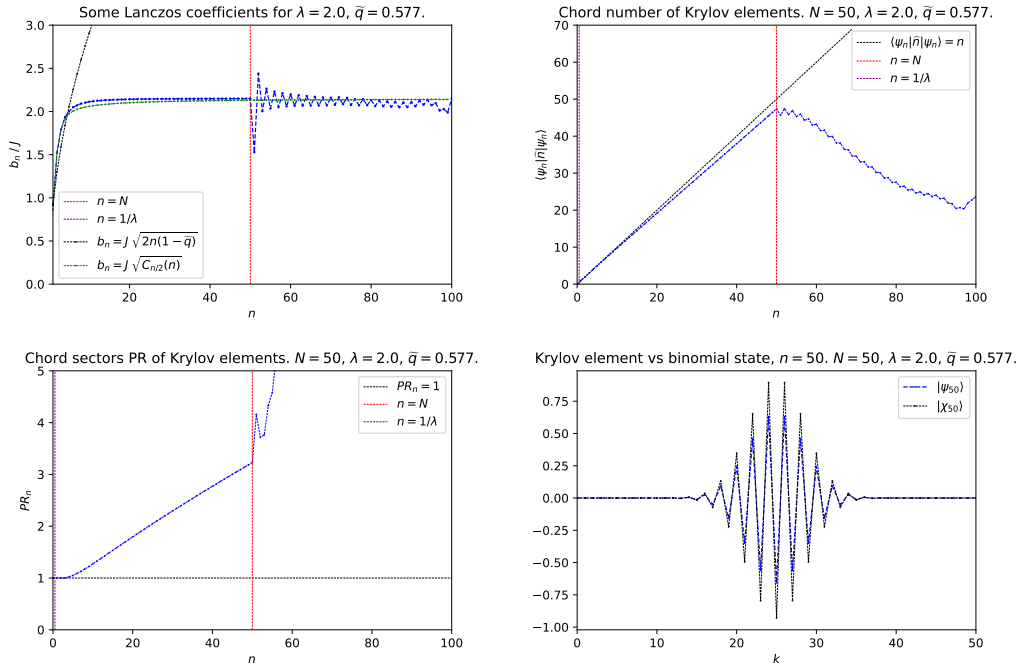 Some Lanczos coefficients for λ = 2.0, q̃ = 0.577.
3.0
2.5
2.0
1.5
1.0
0.5
0.0
b_n / J
n = N
n = 1/λ
b_n = J √(2n(1 − q̃))
b_n = J √(C_{n/2}(n))
20 40 60 80 100
n
Chord number of Krylov elements. N = 50, λ = 2.0, q̃ = 0.577.
70
60
50
40
30
20
10
0
⟨ψ_n|n̂|ψ_n⟩
⟨ψ_n|n̂|ψ_n⟩ = n
n = N
n = 1/λ
0 20 40 60 80 100
n
Chord sectors PR of Krylov elements. N = 50, λ = 2.0, q̃ = 0.577.
5
4
3
2
1
0
PR_n
PR_n = 1
n = N
n = 1/λ
0 20 40 60 80 100
n
Krylov element vs binomial state, n = 50. N = 50, λ = 2.0, q̃ = 0.577.
0.75
0.50
0.25
0.00
−0.25
−0.50
−0.75
−1.00
|ψ_50⟩
|χ_50⟩
0 10 20 30 40 50
k